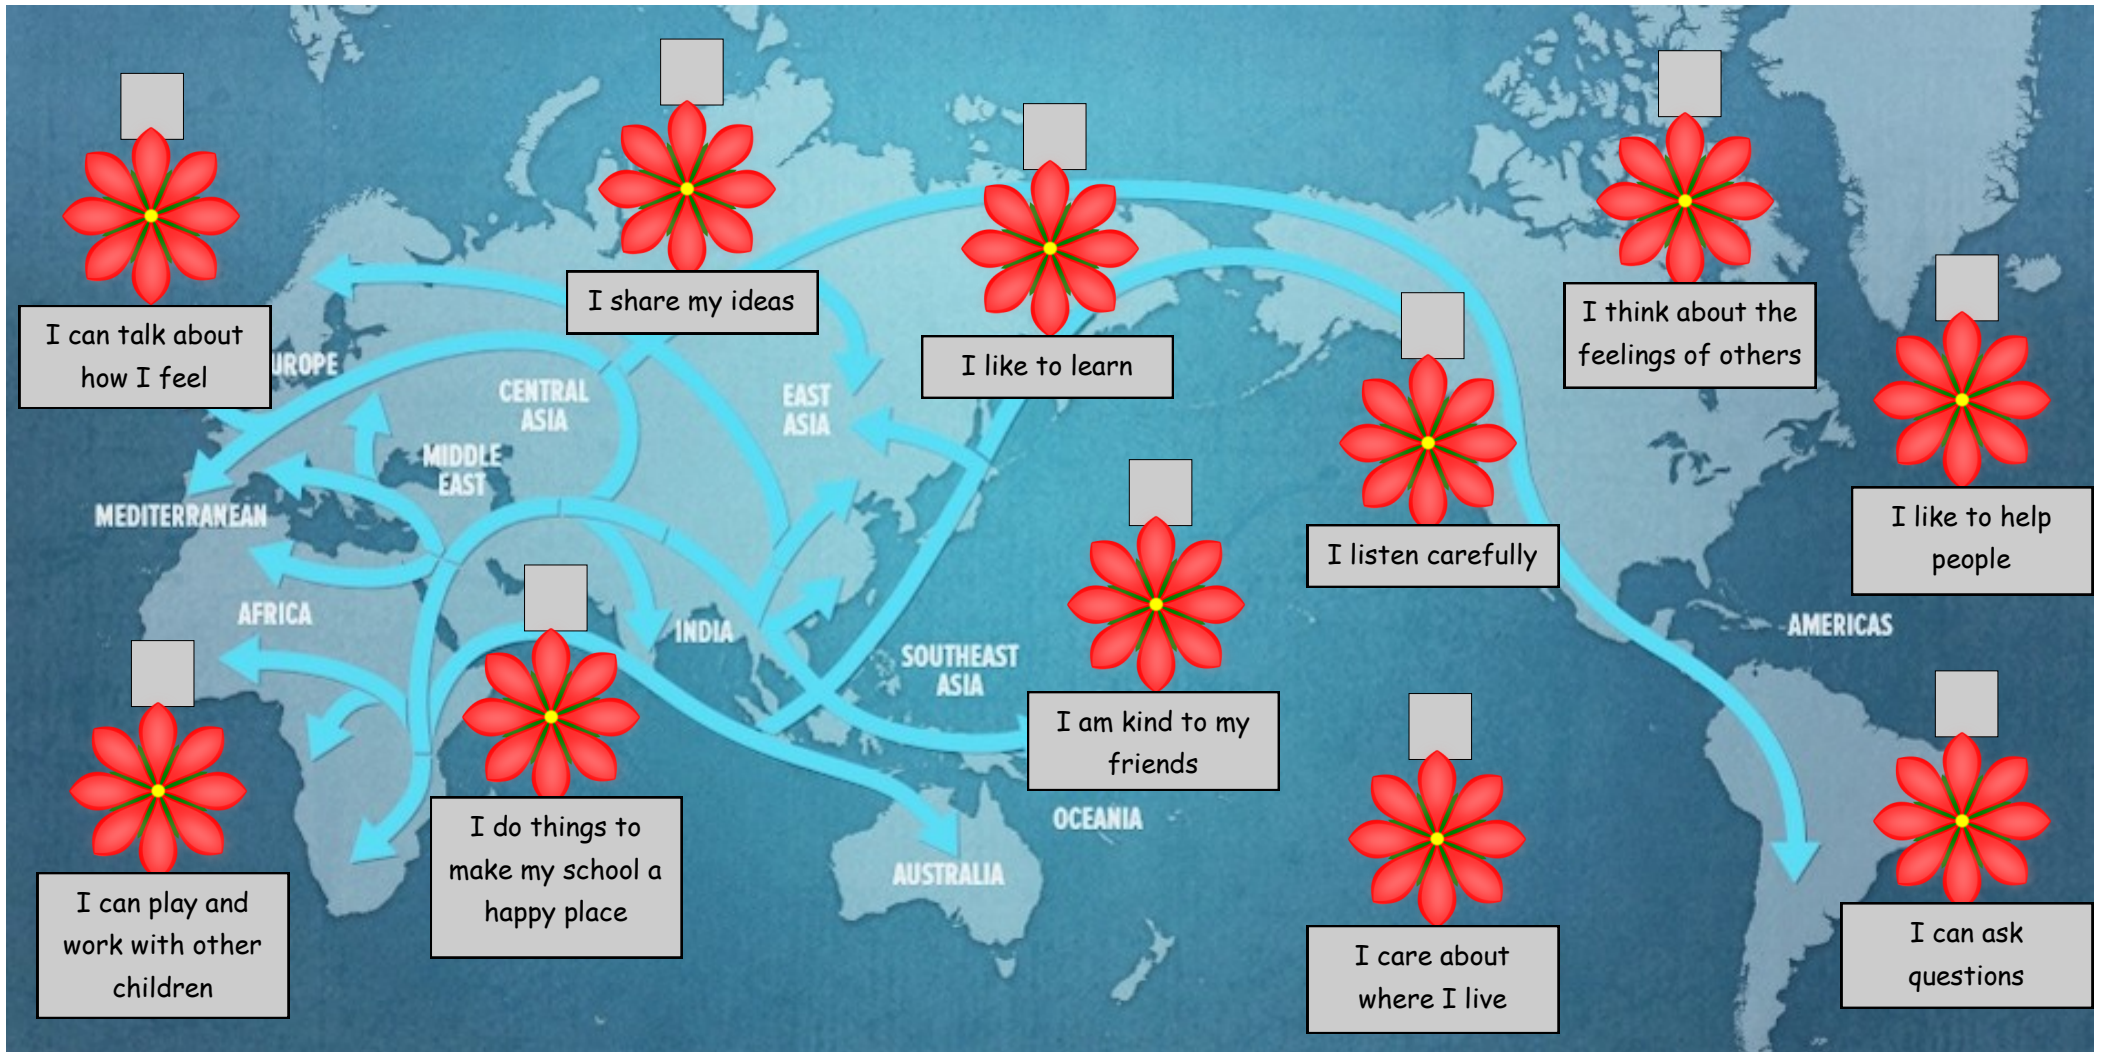 I can talk about
how I feel
I share my ideas
I like to learn
I think about the
feelings of others
I like to help
people
I listen carefully
I am kind to my
friends
I can play and
work with other
children
I do things to
make my school a
happy place
I care about
where I live
I can ask
questions
UROPE
CENTRAL
ASIA
EAST
ASIA
MIDDLE
EAST
MEDITERRANEAN
AFRICA
INDIA
SOUTHEAST
ASIA
AMERICAS
OCEANIA
AUSTRALIA